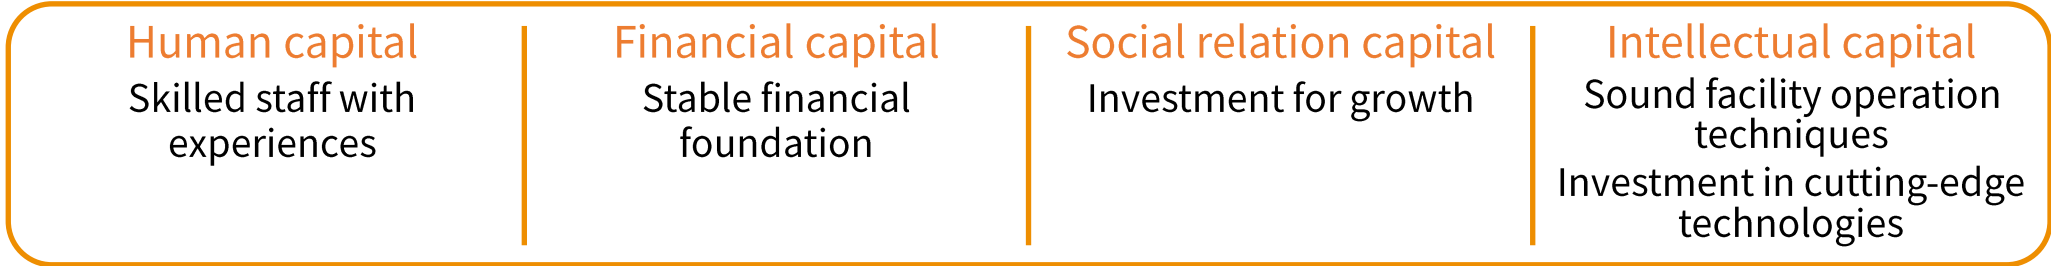 Human capital
Skilled staff with
experiences
Financial capital
Stable financial
foundation
Social relation capital
Investment for growth
Intellectual capital
Sound facility operation
techniques
Investment in cutting-edge
technologies